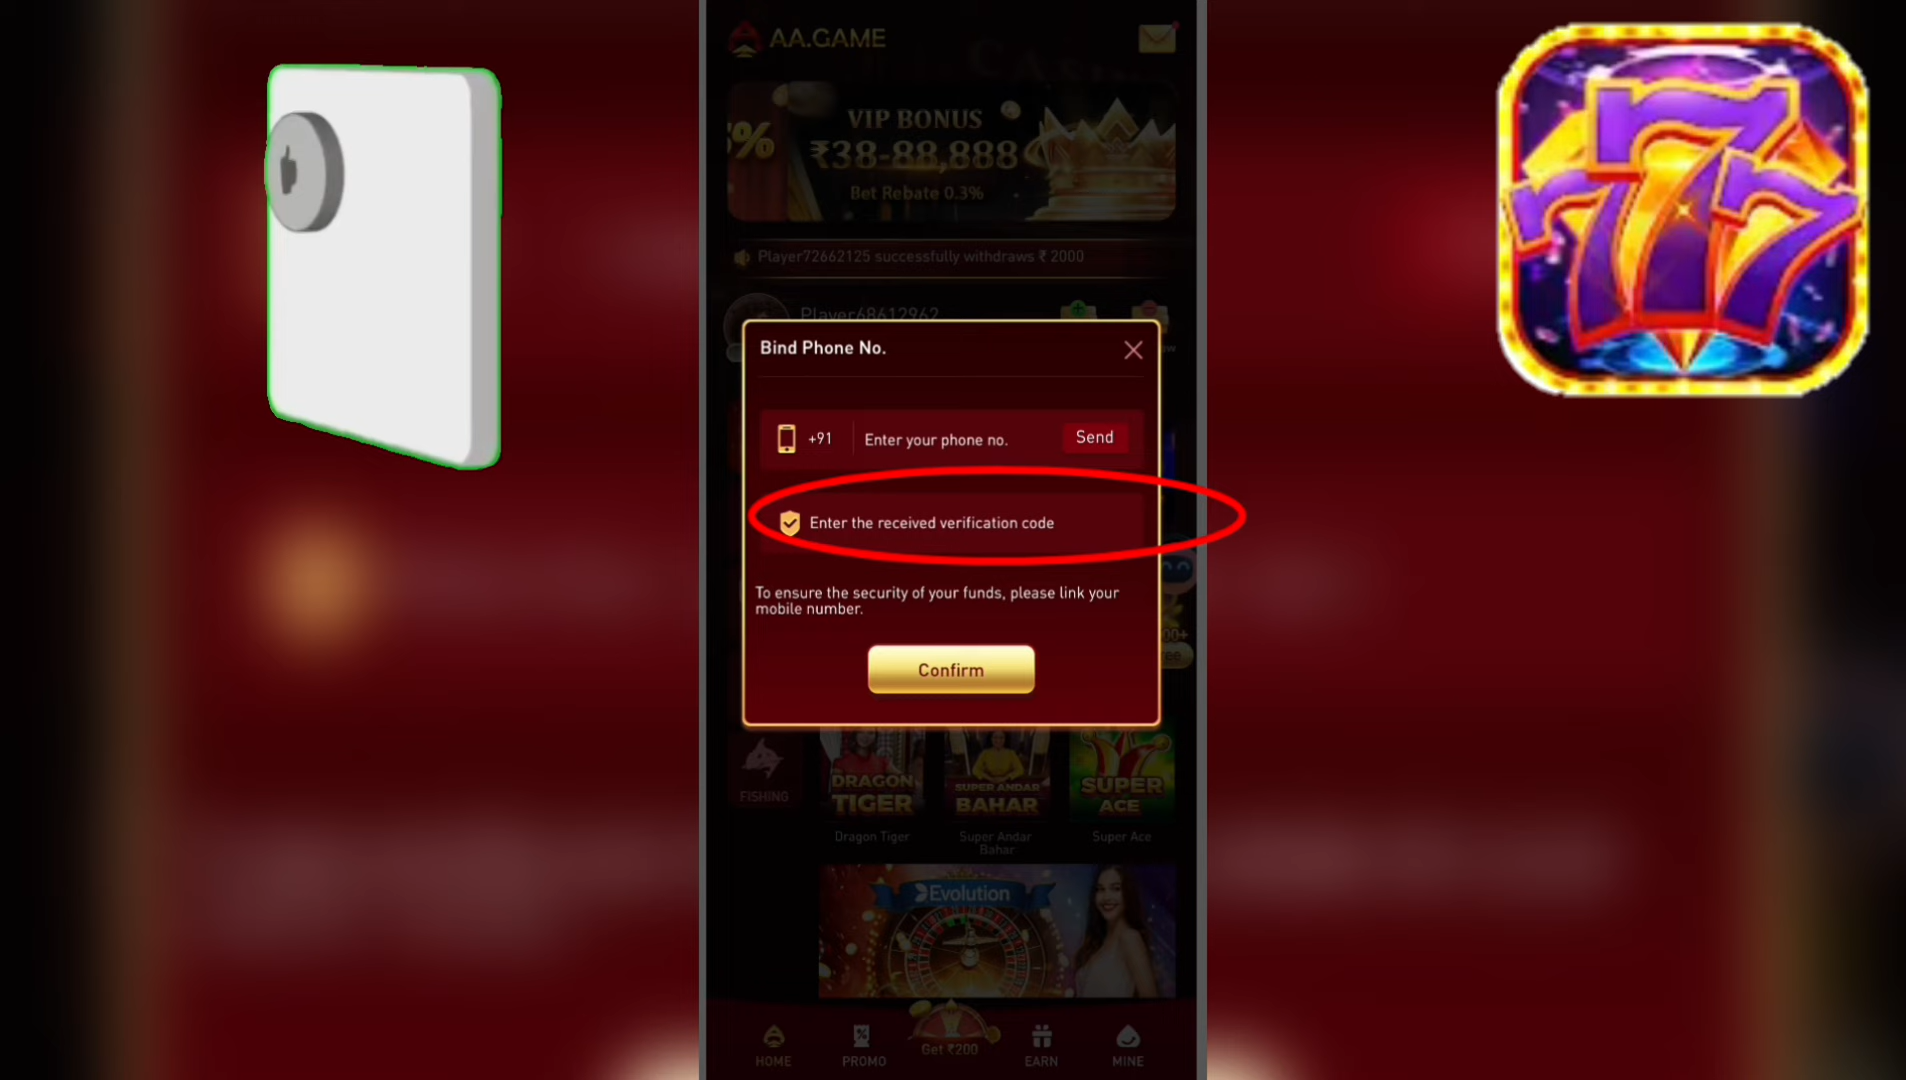 AA.GAME
VIP BONUS
₹38-88,888
Bet Rebate 0.3%
Player72662125 successfully withdraws ₹ 2000
Player68612962
Bind Phone No.
+91
Enter your phone no.
Send
Enter the received verification code
To ensure the security of your funds, please link your
mobile number.
Confirm
FISHING
DRAGON
TIGER
SUPER ANDAR
BAHAR
SUPER
ACE
Dragon Tiger
Super Andar
Bahar
Super Ace
Evolution
HOME
PROMO
Get ₹200
EARN
MINE
777